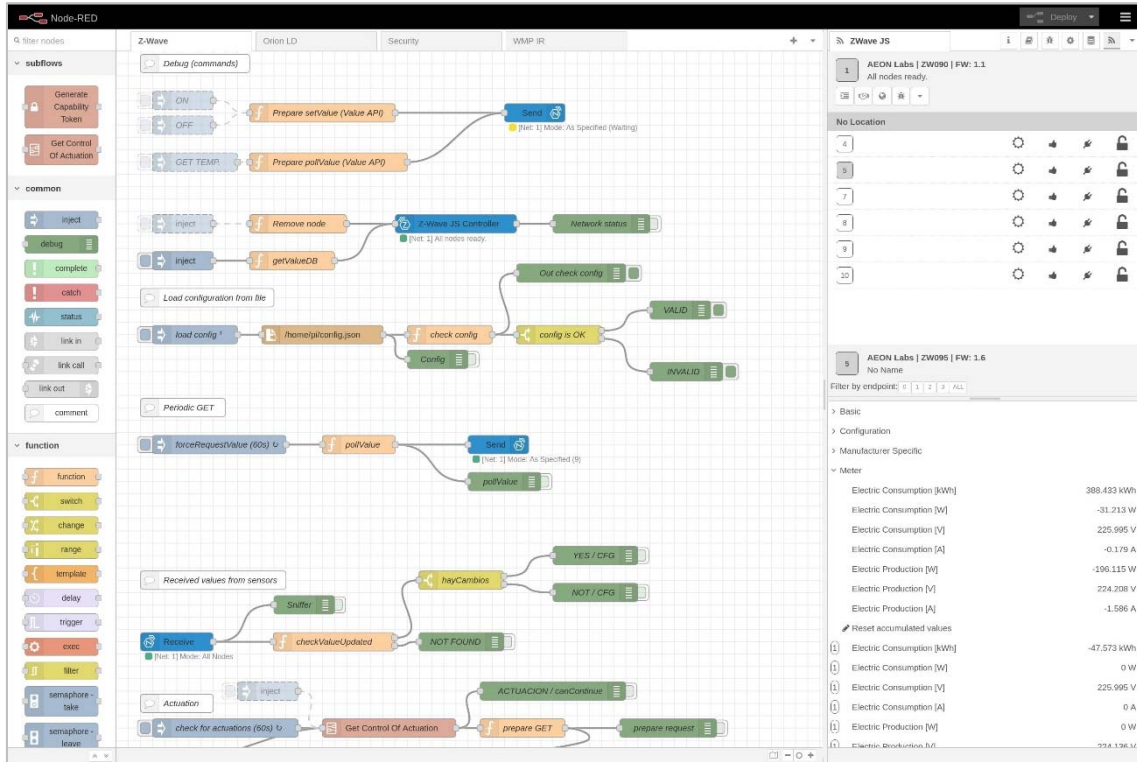 Node-RED
Deploy
filter nodes
subflows
Generate
Capability
Token
Get Control
Of Actuation
common
inject
debug
complete
catch
status
link in
link call
link out
comment
function
function
switch
change
range
template
delay
trigger
exec
filter
semaphore -
take
semaphore -
leave
Z-Wave
Orion LD
Security
WMP IR
Debug (commands)
ON
OFF
Prepare setValue (Value API)
Send
[Net: 1] Mode: As Specified (Waiting)
GET TEMP.
Prepare pollValue (Value API)
inject
Remove node
Z-Wave JS Controller
Network status
[Net: 1] All nodes ready.
inject
getValueDB
Out check config
Load configuration from file
VALID
load config ¹
/home/pi/config.json
check config
config is OK
Config
INVALID
Periodic GET
forceRequestValue (60s) ↻
pollValue
Send
[Net: 1] Mode: As Specified (9)
pollValue
YES / CFG
Received values from sensors
hayCambios
NOT / CFG
Sniffer
Receive
checkValueUpdated
NOT FOUND
[Net: 1] Mode: All Nodes
inject
ACTUACION / canContinue
Actuation
check for actuations (60s) ↻
Get Control Of Actuation
prepare GET
prepare request
ZWave JS
1
AEON Labs | ZW090 | FW: 1.1
All nodes ready.
No Location
4
5
7
8
9
10
5
AEON Labs | ZW095 | FW: 1.6
No Name
Filter by endpoint: 0 1 2 3 ALL
Basic
Configuration
Manufacturer Specific
Meter
Electric Consumption [kWh] 388.433 kWh
Electric Consumption [W] -31.213 W
Electric Consumption [V] 225.995 V
Electric Consumption [A] -0.179 A
Electric Production [W] -196.115 W
Electric Production [V] 224.208 V
Electric Production [A] -1.586 A
Reset accumulated values
1 Electric Consumption [kWh] -47.573 kWh
1 Electric Consumption [W] 0 W
1 Electric Consumption [V] 225.995 V
1 Electric Consumption [A] 0 A
1 Electric Production [W] 0 W
1 Electric Production [V] 224.136 V